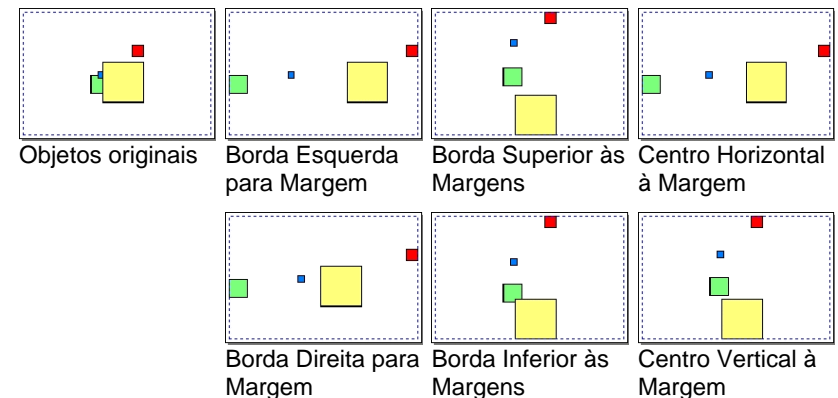 Objetos originais
Borda Esquerda
para Margem
Borda Superior às
Margens
Centro Horizontal
à Margem
Borda Direita para
Margem
Borda Inferior às
Margens
Centro Vertical à
Margem